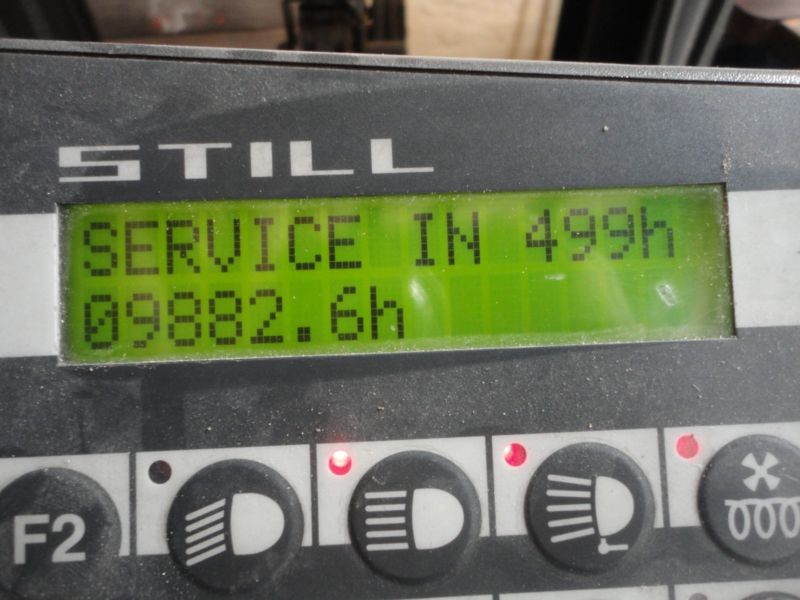 STILL
SERVICE IN 499h
09882.6h
F2